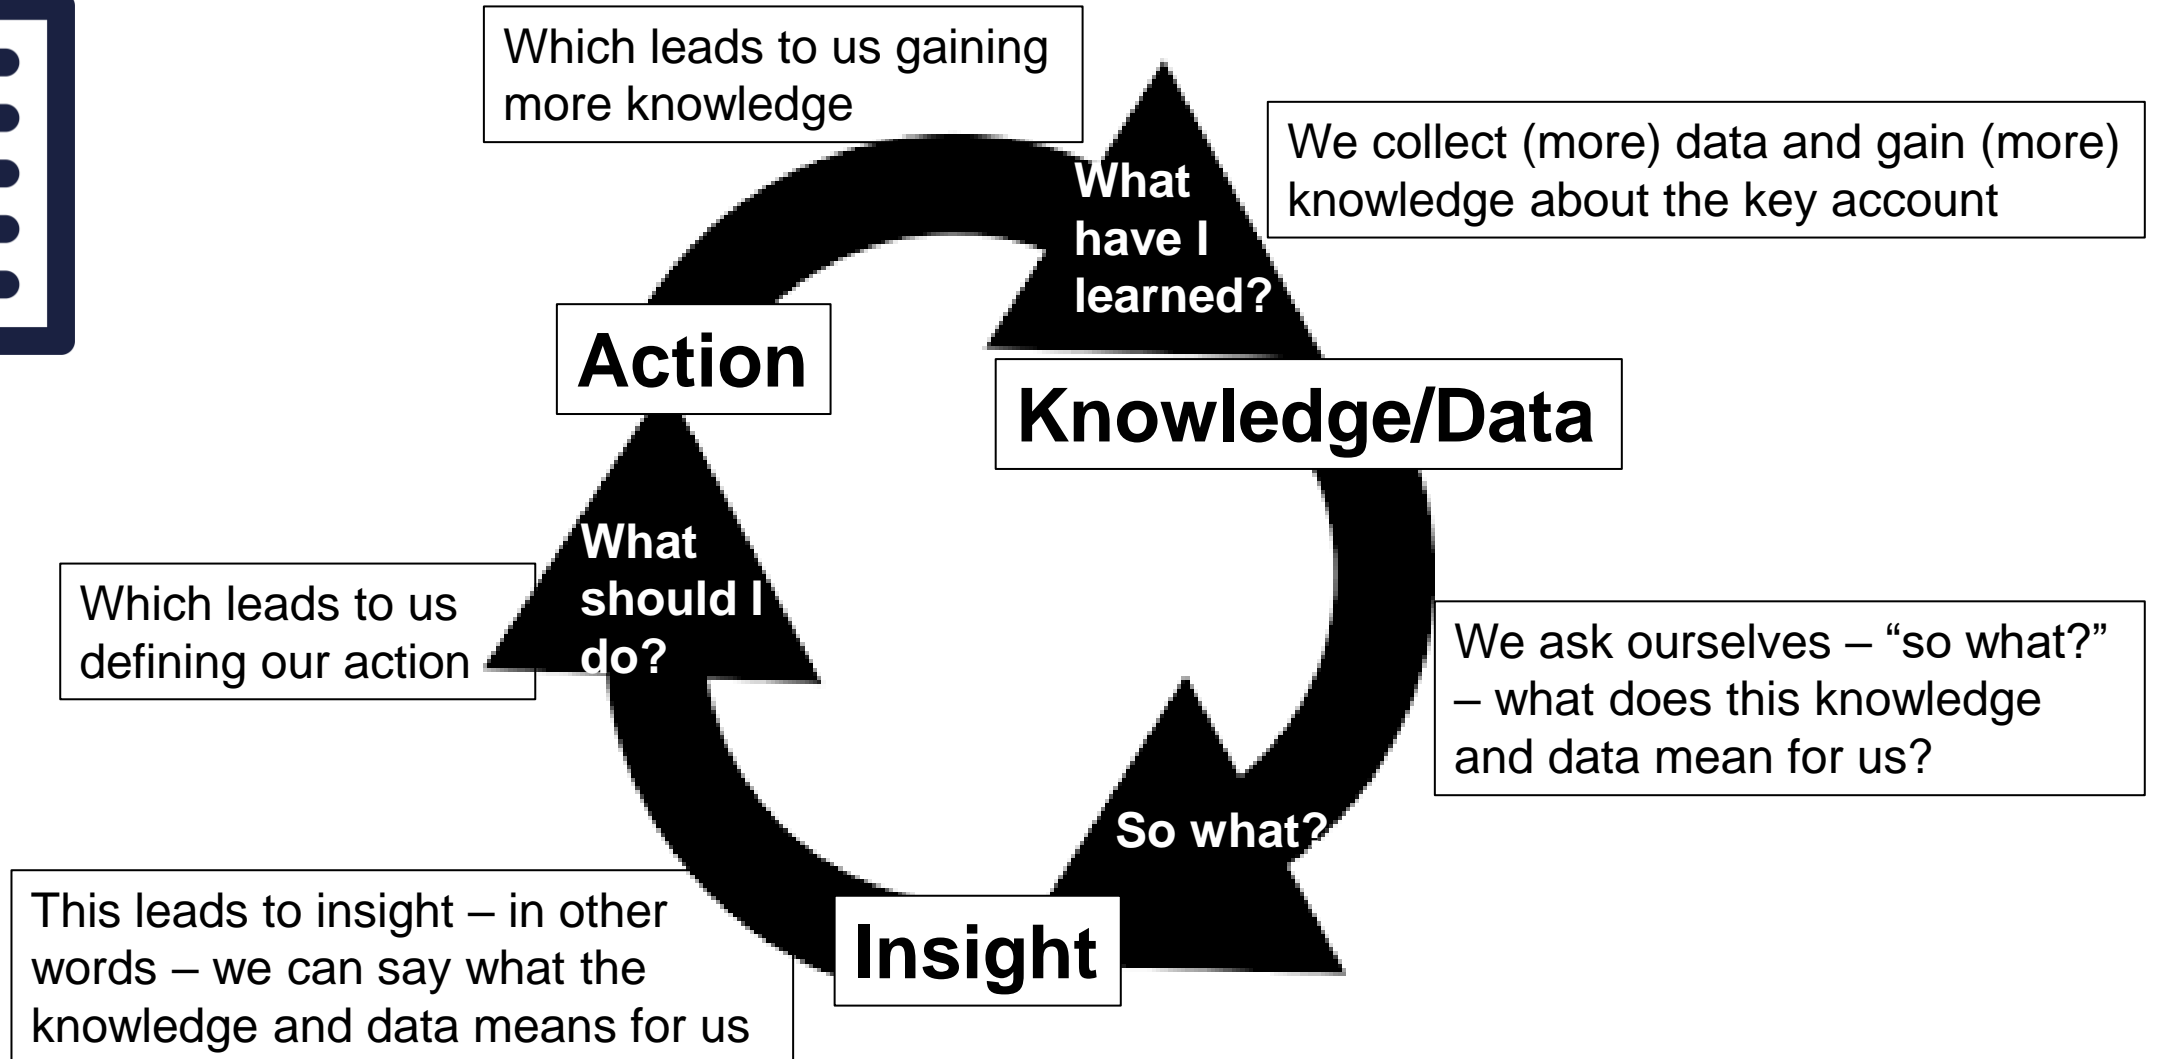 Which leads to us gaining
more knowledge
We collect (more) data and gain (more)
knowledge about the key account
What
have I
learned?
Action
Knowledge/Data
What
should I
do?
Which leads to us
defining our action
We ask ourselves – “so what?”
– what does this knowledge
and data mean for us?
So what?
This leads to insight – in other
words – we can say what the
knowledge and data means for us
Insight